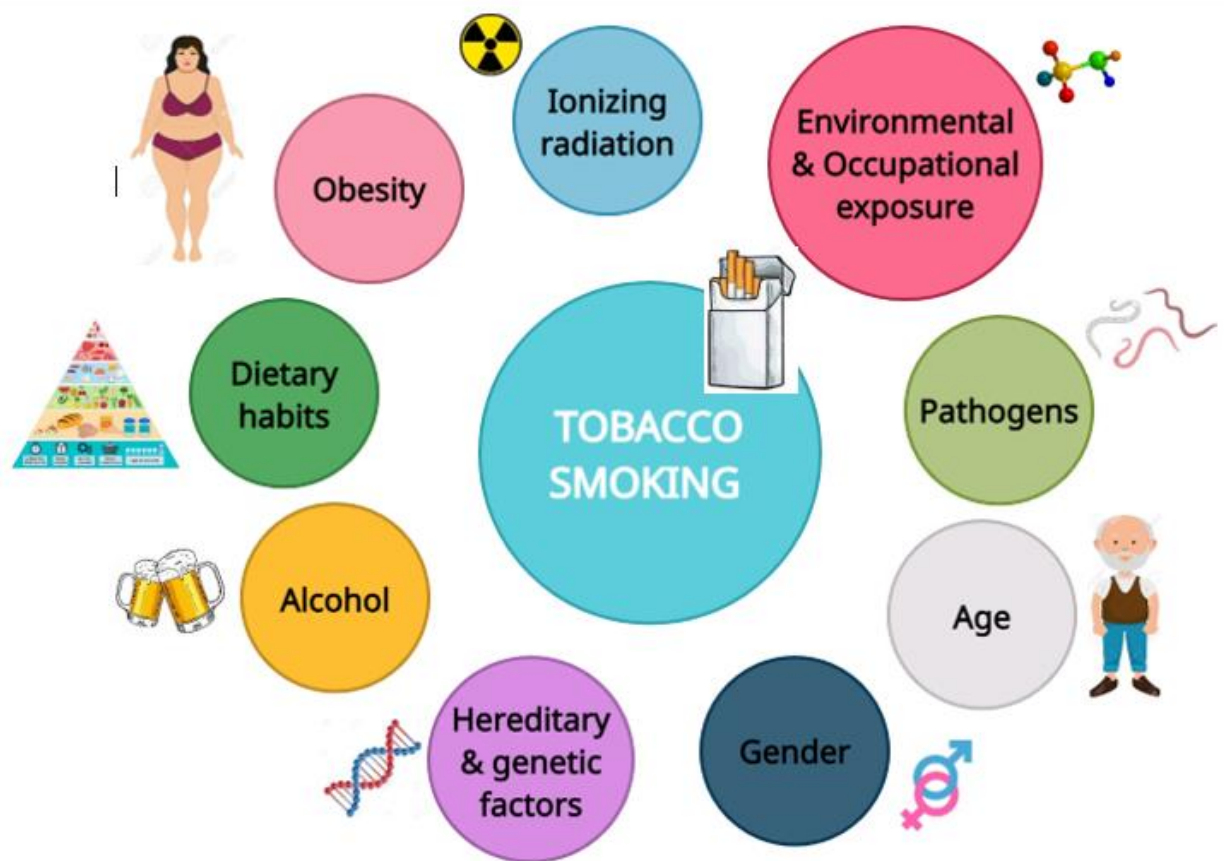 Ionizing
radiation
Environmental
& Occupational
exposure
Obesity
Dietary
habits
TOBACCO
SMOKING
Pathogens
Alcohol
Age
Hereditary
& genetic
factors
Gender